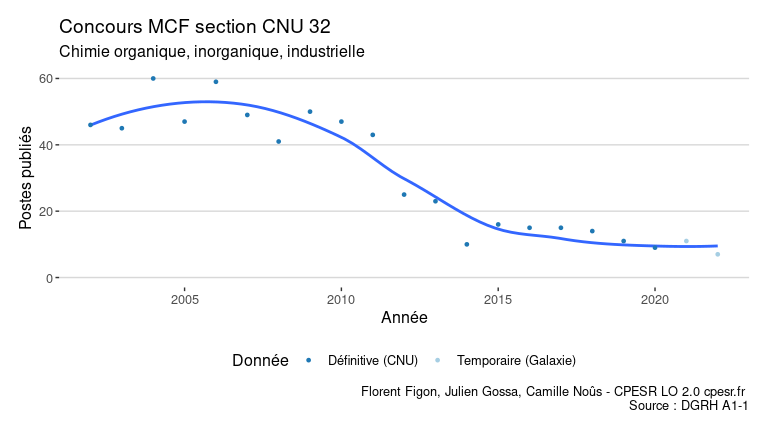 Concours MCF section CNU 32
Chimie organique, inorganique, industrielle
60
40
20
0
Postes publiés
2005 2010 2015 2020
Année
Donnée Définitive (CNU) Temporaire (Galaxie)
Florent Figon, Julien Gossa, Camille Noûs - CPESR LO 2.0 cpesr.fr
Source : DGRH A1-1